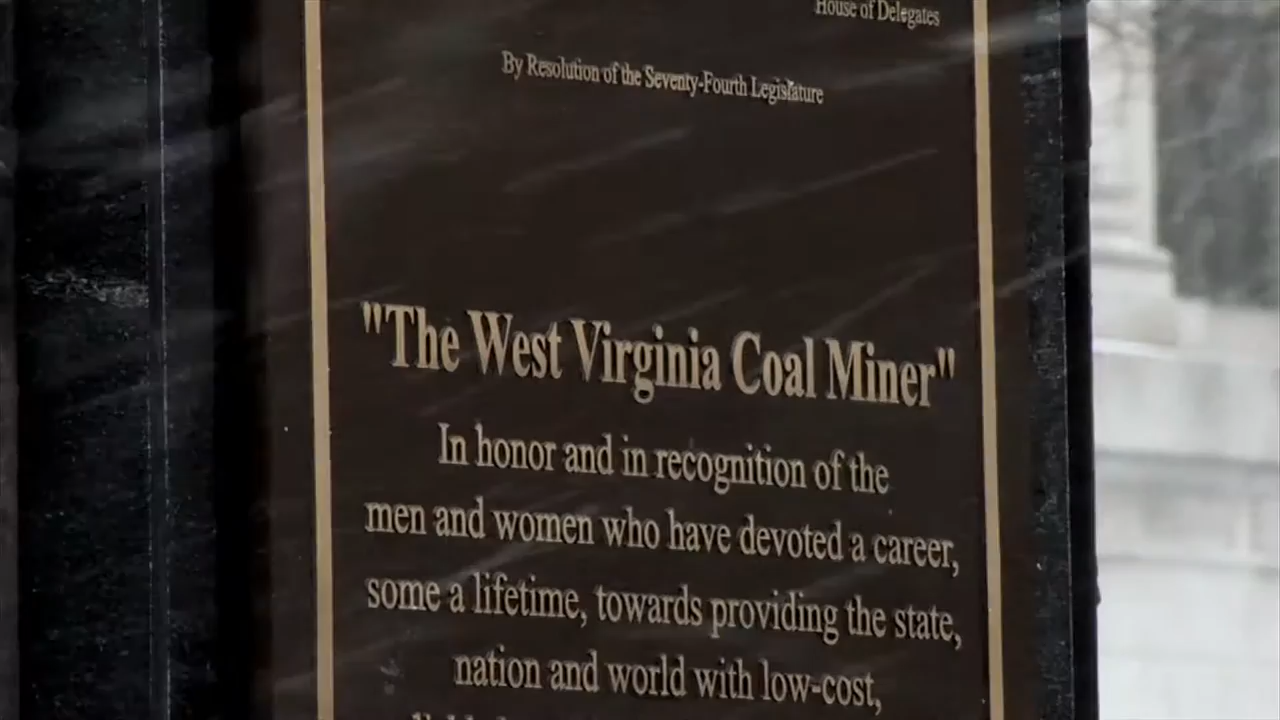 House of Delegates
By Resolution of the Seventy-Fourth Legislature
"The West Virginia Coal Miner"
In honor and in recognition of the
men and women who have devoted a career,
some a lifetime, towards providing the state,
nation and world with low-cost,